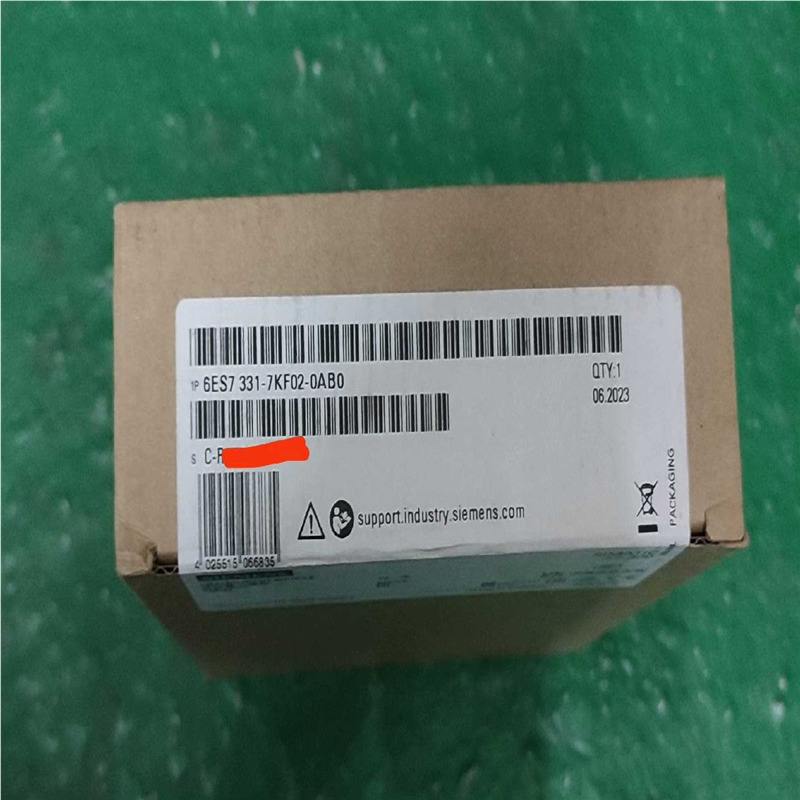 1P 6ES7 331-7KF02-0AB0
QTY:1
06.2023
S C-
support.industry.siemens.com
PACKAGING
4 025515 066835